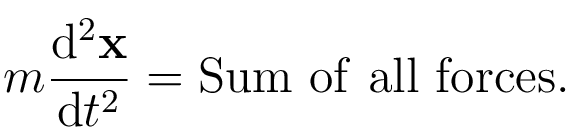 m d²x/dt² = Sum of all forces.